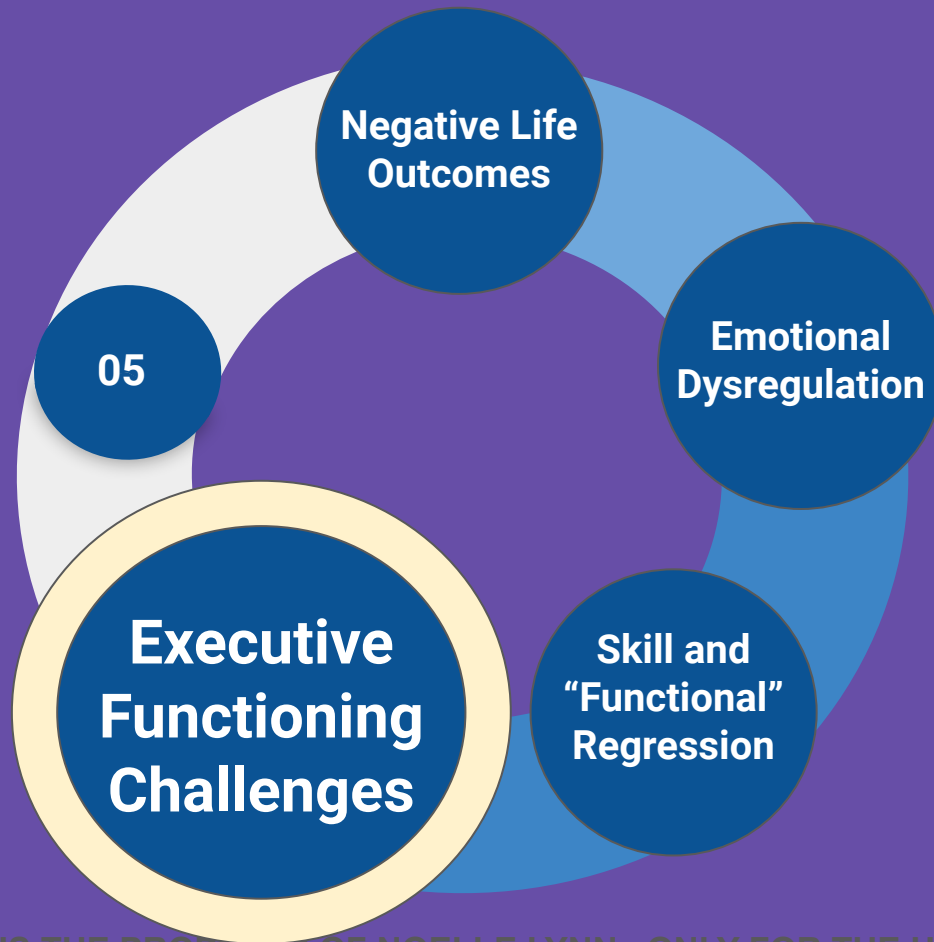 Negative Life
Outcomes
Emotional
Dysregulation
05
Skill and
“Functional”
Regression
Executive
Functioning
Challenges